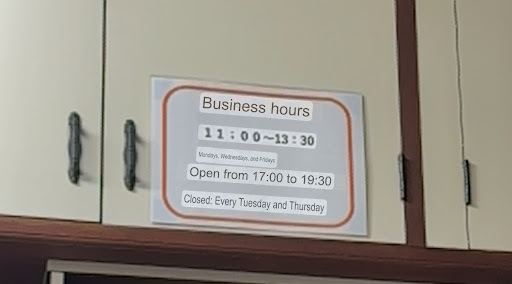 Business hours
11:00~13:30
Mondays, Wednesdays, and Fridays
Open from 17:00 to 19:30
Closed: Every Tuesday and Thursday